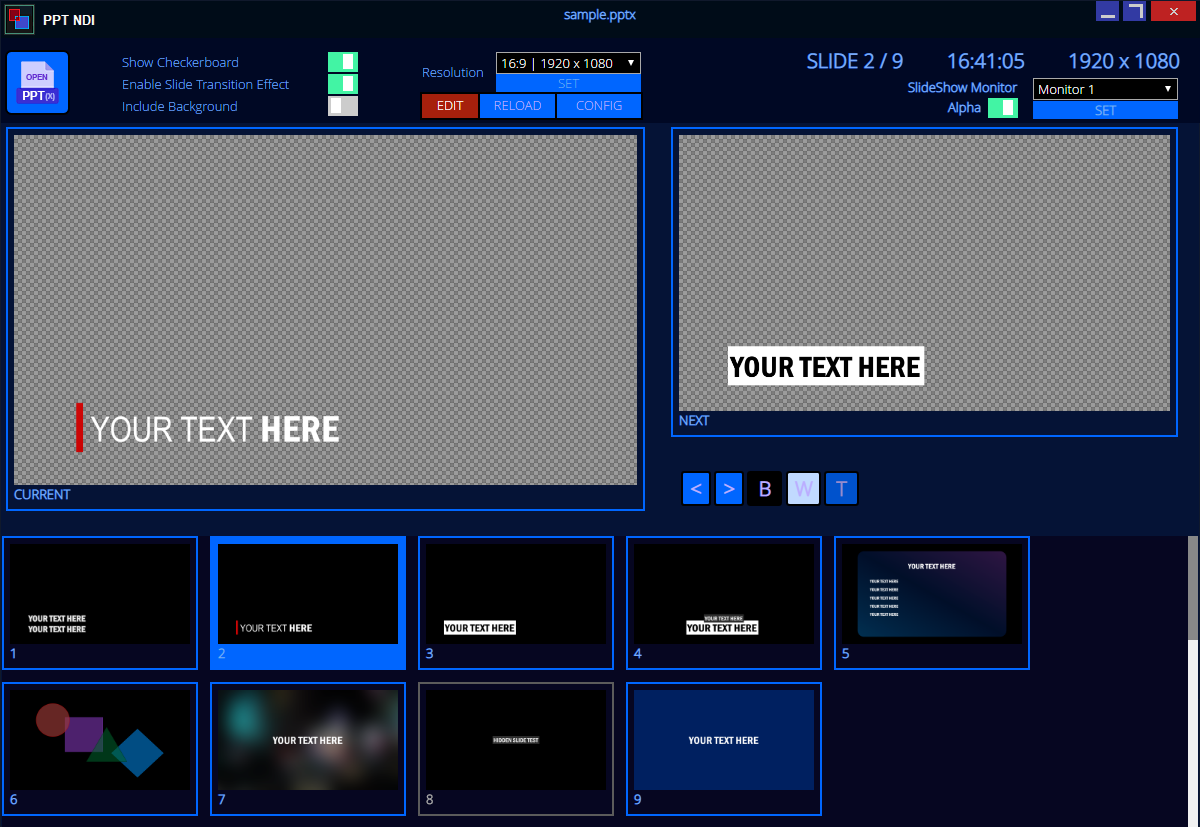 PPT NDI
sample.pptx
OPEN
PPT(X)
Show Checkerboard
Enable Slide Transition Effect
Include Background
Resolution
16:9 | 1920 x 1080
SET
EDIT
RELOAD
CONFIG
SLIDE 2 / 9
16:41:05
1920 x 1080
SlideShow Monitor
Monitor 1
Alpha
SET
YOUR TEXT HERE
CURRENT
YOUR TEXT HERE
NEXT
<
>
B
W
T
YOUR TEXT HERE
YOUR TEXT HERE
1
YOUR TEXT HERE
2
YOUR TEXT HERE
3
YOUR TEXT HERE
YOUR TEXT HERE
4
YOUR TEXT HERE
YOUR TEXT HERE
YOUR TEXT HERE
YOUR TEXT HERE
YOUR TEXT HERE
YOUR TEXT HERE
5
6
YOUR TEXT HERE
7
HIDDEN SLIDE TEST
8
YOUR TEXT HERE
9